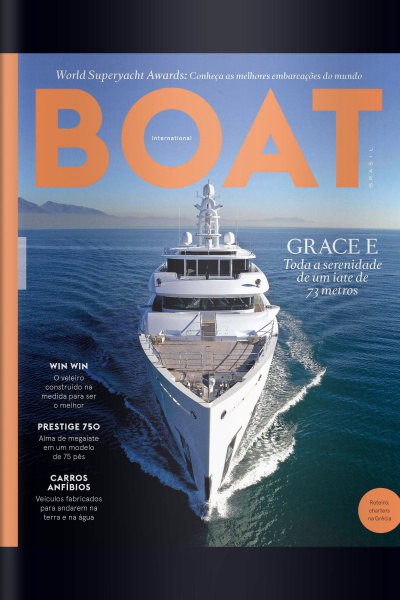 World Superyacht Awards: Conheça as melhores embarcações do mundo
BOAT
International
BRASIL
GRACE E
Toda a serenidade
de um iate de
73 metros
WIN WIN
O veleiro
construído na
medida para ser
o melhor
PRESTIGE 750
Alma de megaiate
em um modelo
de 75 pés
CARROS
ANFÍBIOS
Veículos fabricados
para andarem na
terra e na água
Roteiro:
charters
na Grécia